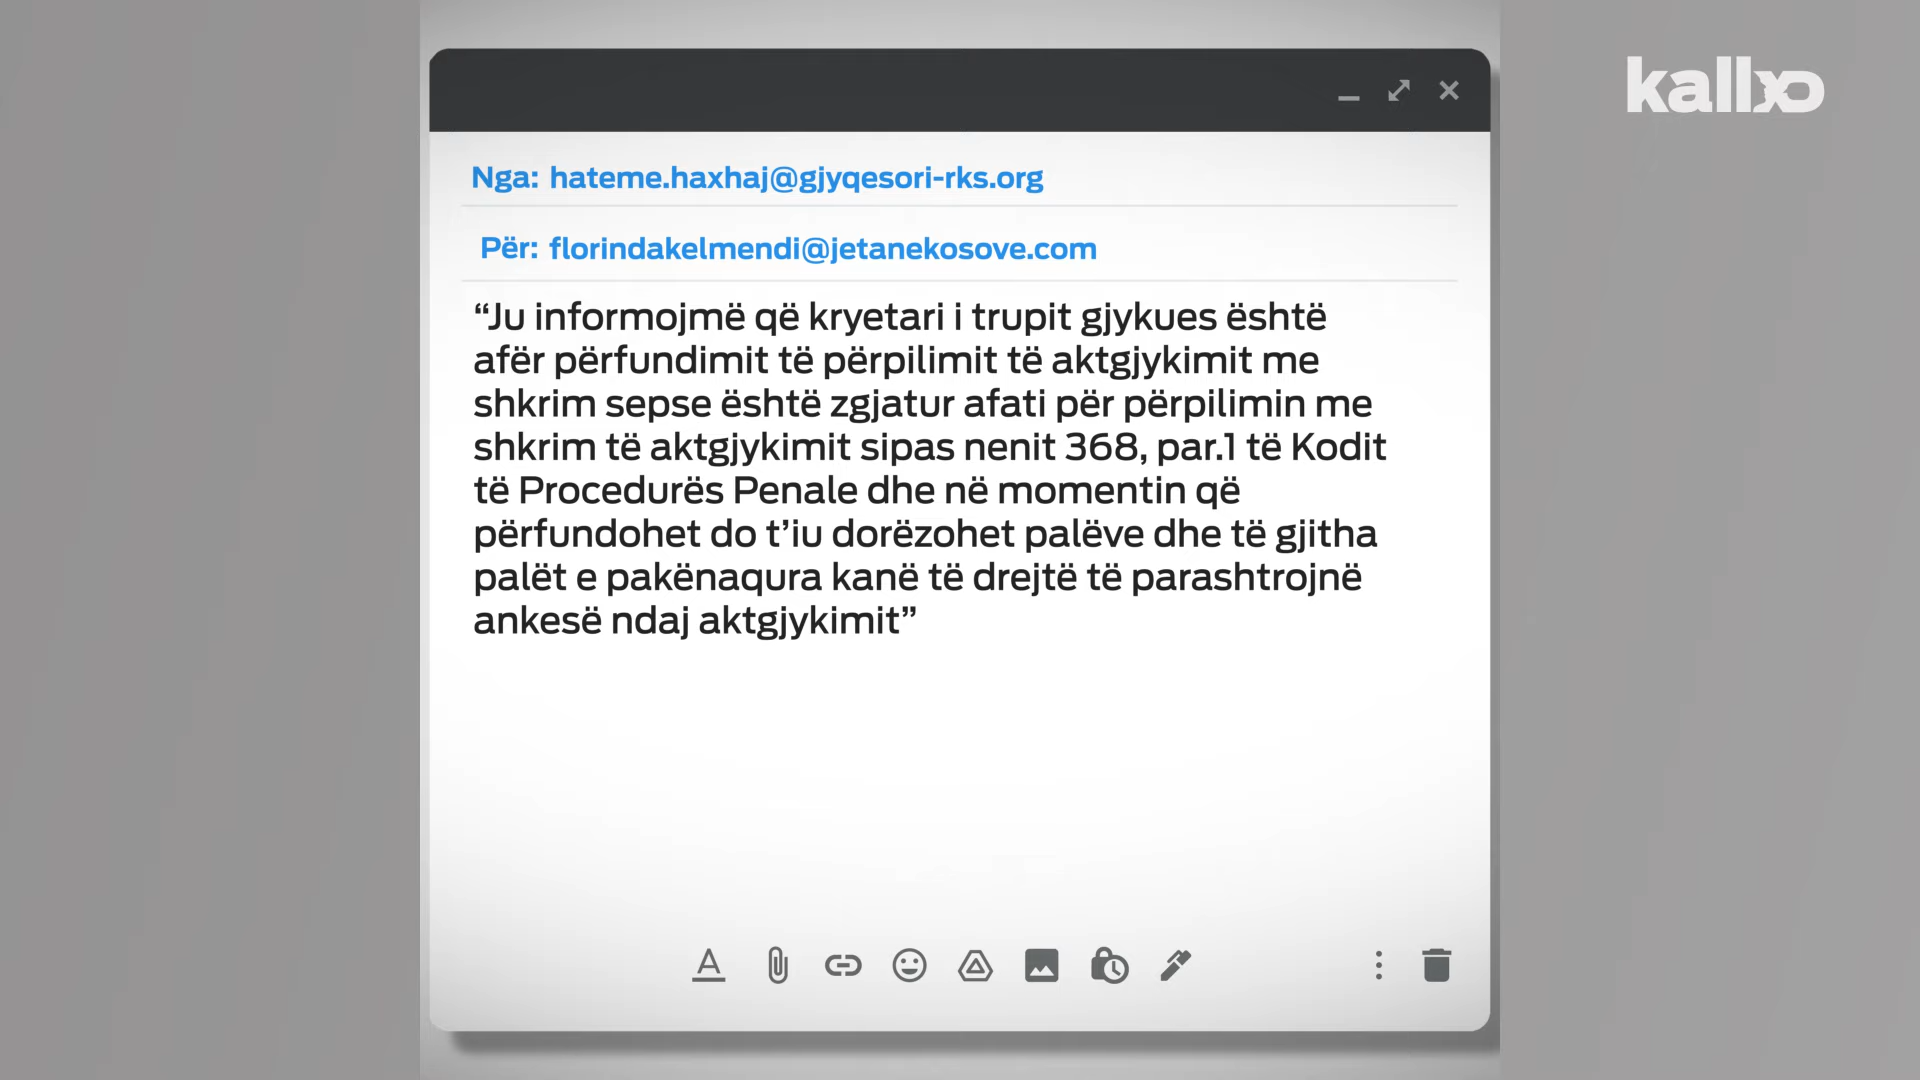 kallxo
Nga: hateme.haxhaj@gjyqesori-rks.org
Për: florindakelmendi@jetanekosove.com
“Ju informojmë që kryetari i trupit gjykues është
afër përfundimit të përpilimit të aktgjykimit me
shkrim sepse është zgjatur afati për përpilimin me
shkrim të aktgjykimit sipas nenit 368, par.1 të Kodit
të Procedurës Penale dhe në momentin që
përfundohet do t’iu dorëzohet palëve dhe të gjitha
palët e pakënaqura kanë të drejtë të parashtrojnë
ankesë ndaj aktgjykimit”